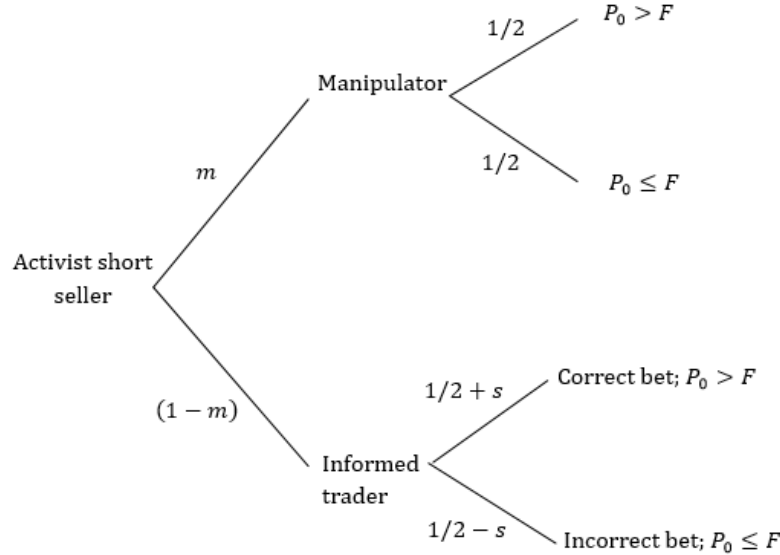 1/2
P₀ > F
Manipulator
m
1/2
P₀ ≤ F
Activist short
seller
(1 − m)
1/2 + s
Correct bet; P₀ > F
Informed
trader
1/2 − s
Incorrect bet; P₀ ≤ F